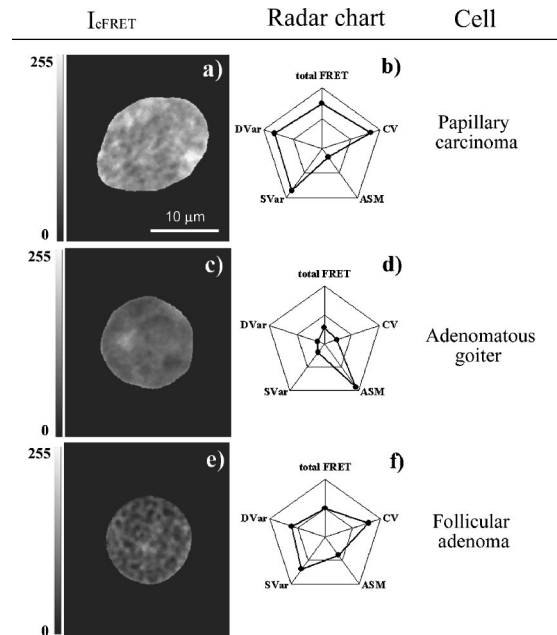 IcFRET Radar chart Cell
255
a)
0
10 μm
b)
total FRET
DVar CV
SVar ASM
Papillary
carcinoma
255
c)
0
d)
total FRET
DVar CV
SVar ASM
Adenomatous
goiter
255
e)
0
f)
total FRET
DVar CV
SVar ASM
Follicular
adenoma